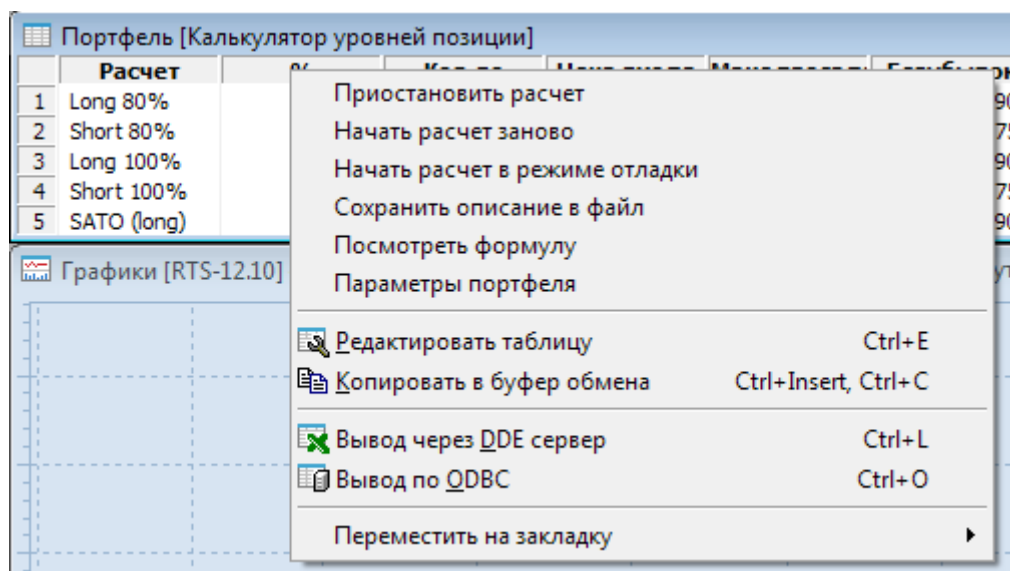 Портфель [Калькулятор уровней позиции]
Расчет %
1 Long 80%
2 Short 80%
3 Long 100%
4 Short 100%
5 SATO (long)
Графики [RTS-12.10]
Приостановить расчет
Начать расчет заново
Начать расчет в режиме отладки
Сохранить описание в файл
Посмотреть формулу
Параметры портфеля
Редактировать таблицу Ctrl+E
Копировать в буфер обмена Ctrl+Insert, Ctrl+C
Вывод через DDE сервер Ctrl+L
Вывод по ODBC Ctrl+O
Переместить на закладку